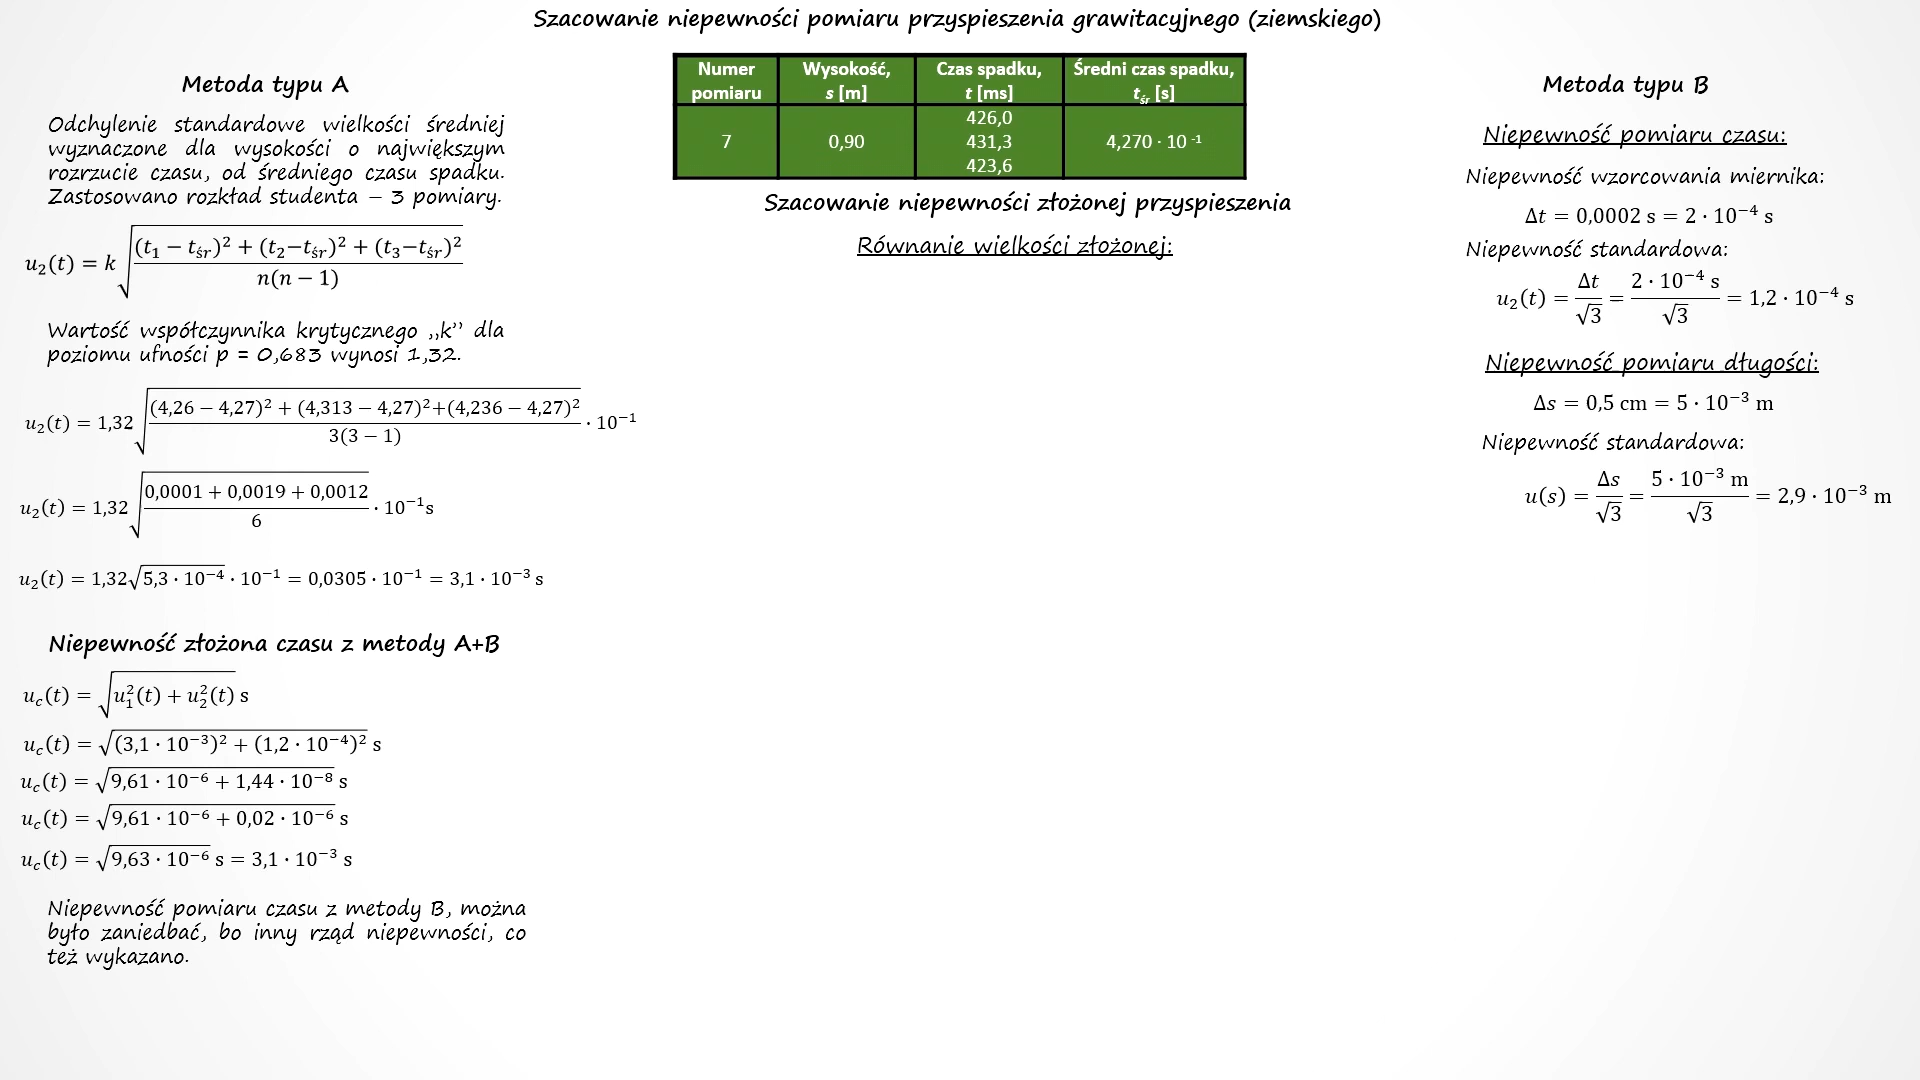 Szacowanie niepewności pomiaru przyspieszenia grawitacyjnego (ziemskiego)
Metoda typu A
Odchylenie standardowe wielkości średniej
wyznaczone dla wysokości o największym
rozrzucie czasu, od średniego czasu spadku.
Zastosowano rozkład studenta – 3 pomiary.
u₂(t) = k √((t₁ − tśr)² + (t₂−tśr)² + (t₃−tśr)² / n(n − 1))
Wartość współczynnika krytycznego „k” dla
poziomu ufności p = 0,683 wynosi 1,32.
u₂(t) = 1,32 √((4,26 − 4,27)² + (4,313 − 4,27)²+(4,236 − 4,27)² / 3(3 − 1)) · 10⁻¹
u₂(t) = 1,32 √(0,0001 + 0,0019 + 0,0012 / 6) · 10⁻¹s
u₂(t) = 1,32√(5,3 · 10⁻⁴) · 10⁻¹ = 0,0305 · 10⁻¹ = 3,1 · 10⁻³ s
Niepewność złożona czasu z metody A+B
u_c(t) = √(u₁²(t) + u₂²(t)) s
u_c(t) = √((3,1 · 10⁻³)² + (1,2 · 10⁻⁴)²) s
u_c(t) = √(9,61 · 10⁻⁶ + 1,44 · 10⁻⁸) s
u_c(t) = √(9,61 · 10⁻⁶ + 0,02 · 10⁻⁶) s
u_c(t) = √(9,63 · 10⁻⁶) s = 3,1 · 10⁻³ s
Niepewność pomiaru czasu z metody B, można
było zaniedbać, bo inny rząd niepewności, co
też wykazano.
Numer pomiaru | Wysokość, s [m] | Czas spadku, t [ms] | Średni czas spadku, tśr [s]
7 | 0,90 | 426,0 431,3 423,6 | 4,270 · 10⁻¹
Szacowanie niepewności złożonej przyspieszenia
Równanie wielkości złożonej:
Metoda typu B
Niepewność pomiaru czasu:
Niepewność wzorcowania miernika:
Δt = 0,0002 s = 2 · 10⁻⁴ s
Niepewność standardowa:
u₂(t) = Δt/√3 = 2 · 10⁻⁴ s/√3 = 1,2 · 10⁻⁴ s
Niepewność pomiaru długości:
Δs = 0,5 cm = 5 · 10⁻³ m
Niepewność standardowa:
u(s) = Δs/√3 = 5 · 10⁻³ m/√3 = 2,9 · 10⁻³ m